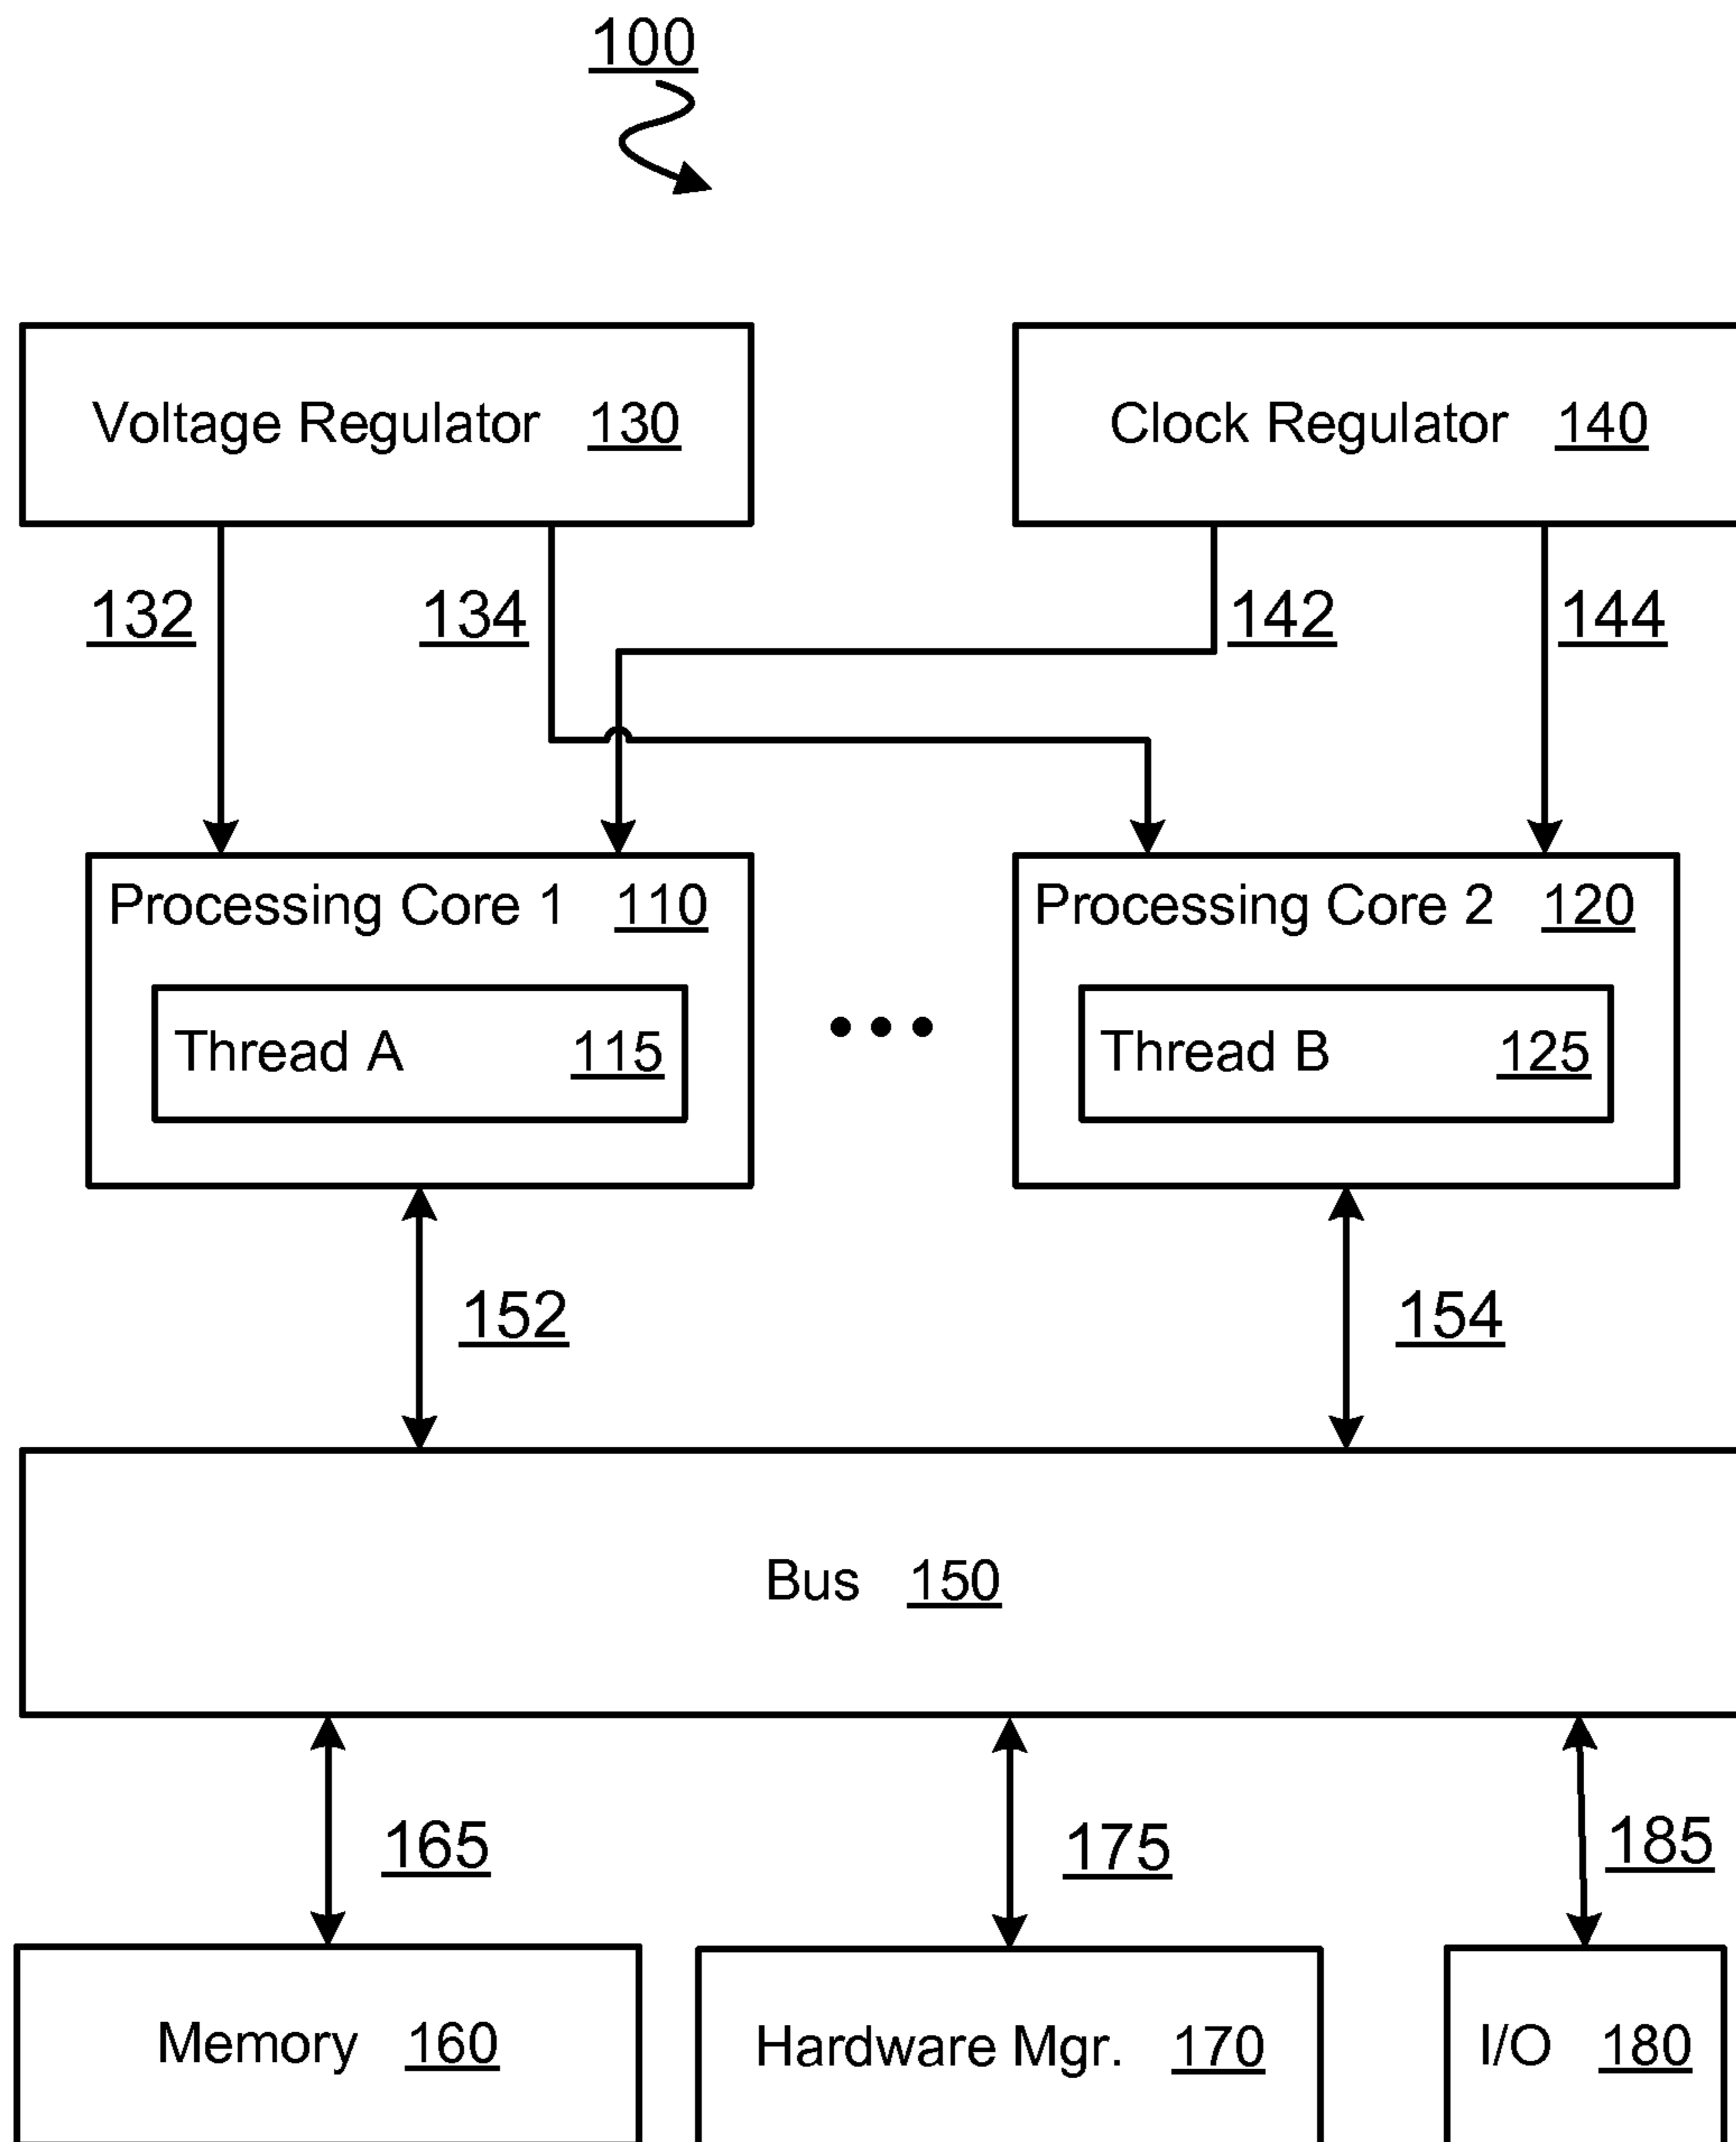 100
Voltage Regulator 130
Clock Regulator 140
132
134
142
144
Processing Core 1 110
Processing Core 2 120
Thread A 115
Thread B 125
152
154
Bus 150
165
175
185
Memory 160
Hardware Mgr. 170
I/O 180